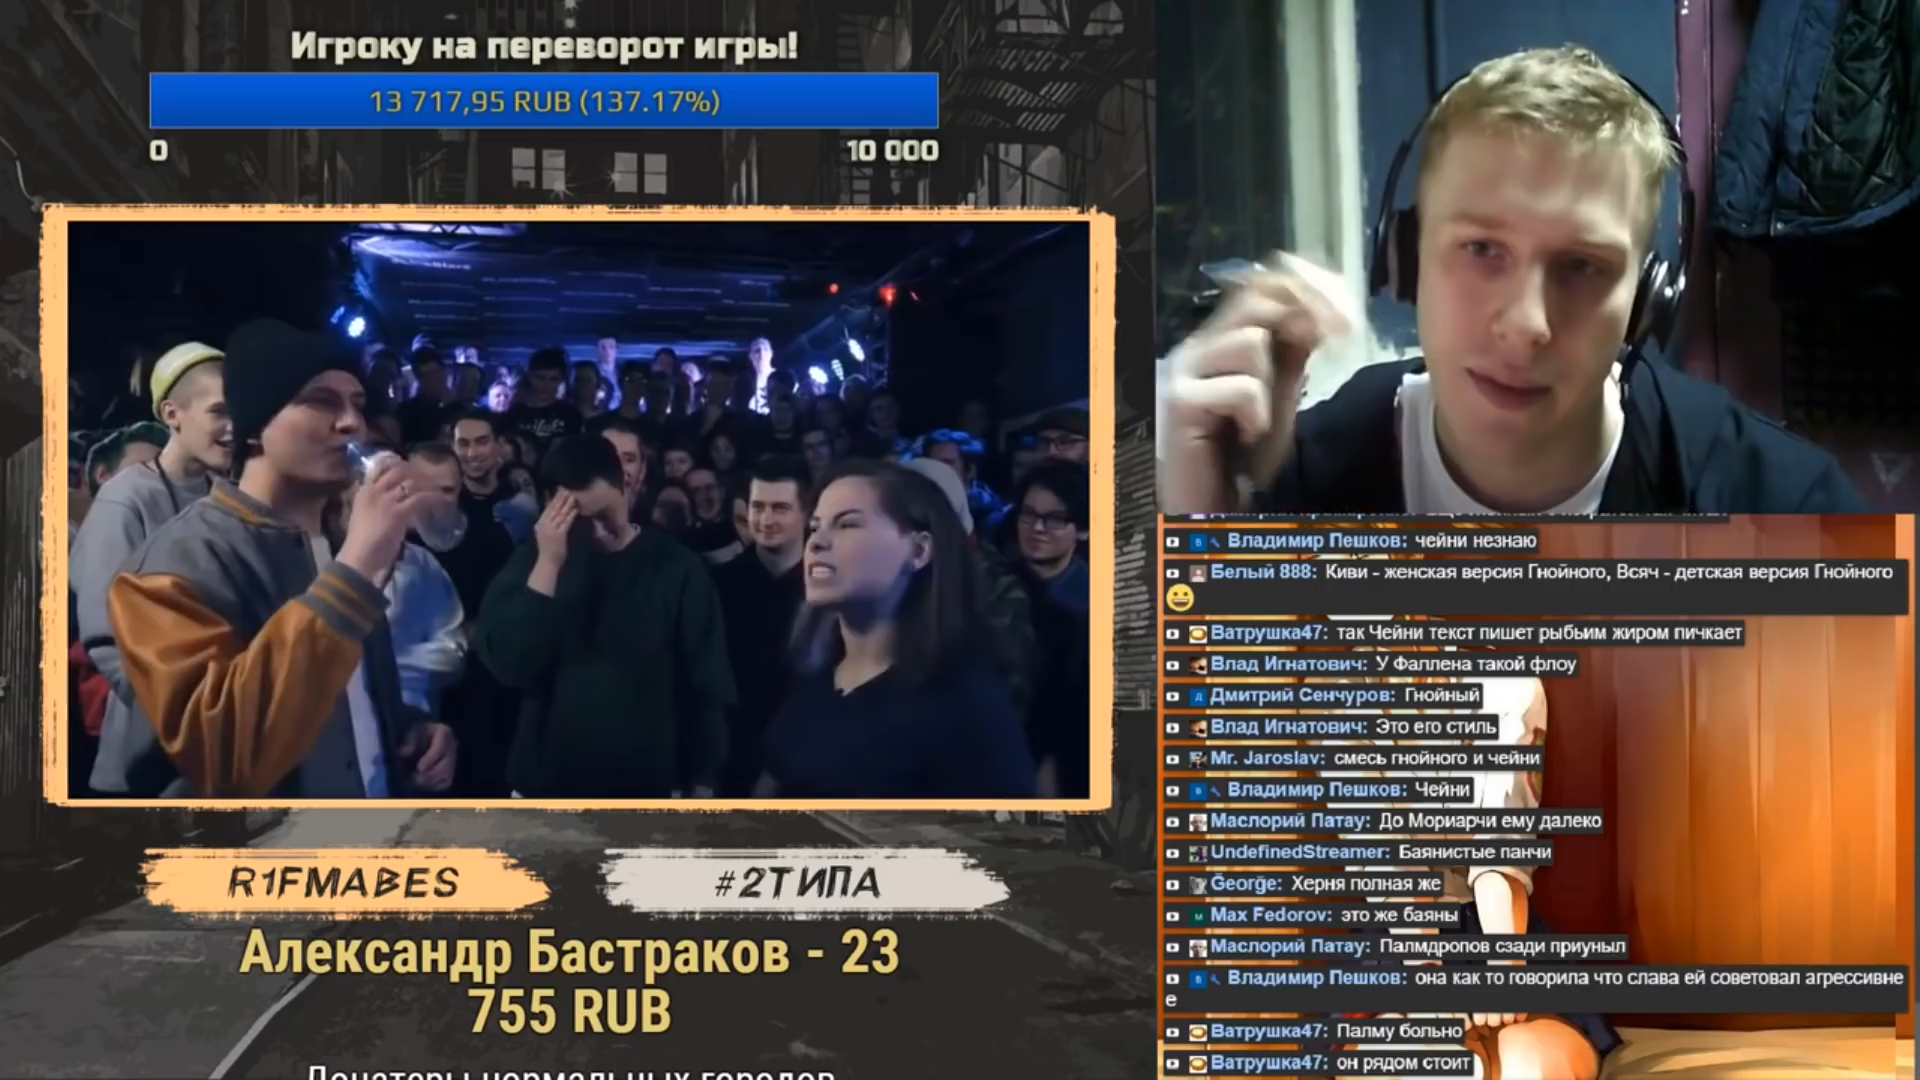 Игроку на переворот игры!
13 717,95 RUB (137.17%)
0
10 000
R1FMABES
#2ТИПА
Александр Бастраков - 23
755 RUB
Донатеры нормальных городов
Владимир Пешков: чейни незнаю
Белый 888: Киви - женская версия Гнойного, Всяч - детская версия Гнойного
Ватрушка47: так Чейни текст пишет рыбьим жиром пичкает
Влад Игнатович: У Фаллена такой флоу
Дмитрий Сенчуров: Гнойный
Влад Игнатович: Это его стиль
Mr. Jaroslav: смесь гнойного и чейни
Владимир Пешков: Чейни
Маслорий Патау: До Мориарчи ему далеко
UndefinedStreamer: Баянистые панчи
George: Херня полная же
Max Fedorov: это же баяны
Маслорий Патау: Палмдропов сзади приуныл
Владимир Пешков: она как то говорила что слава ей советовал агрессивне
е
Ватрушка47: Палму больно
Ватрушка47: он рядом стоит